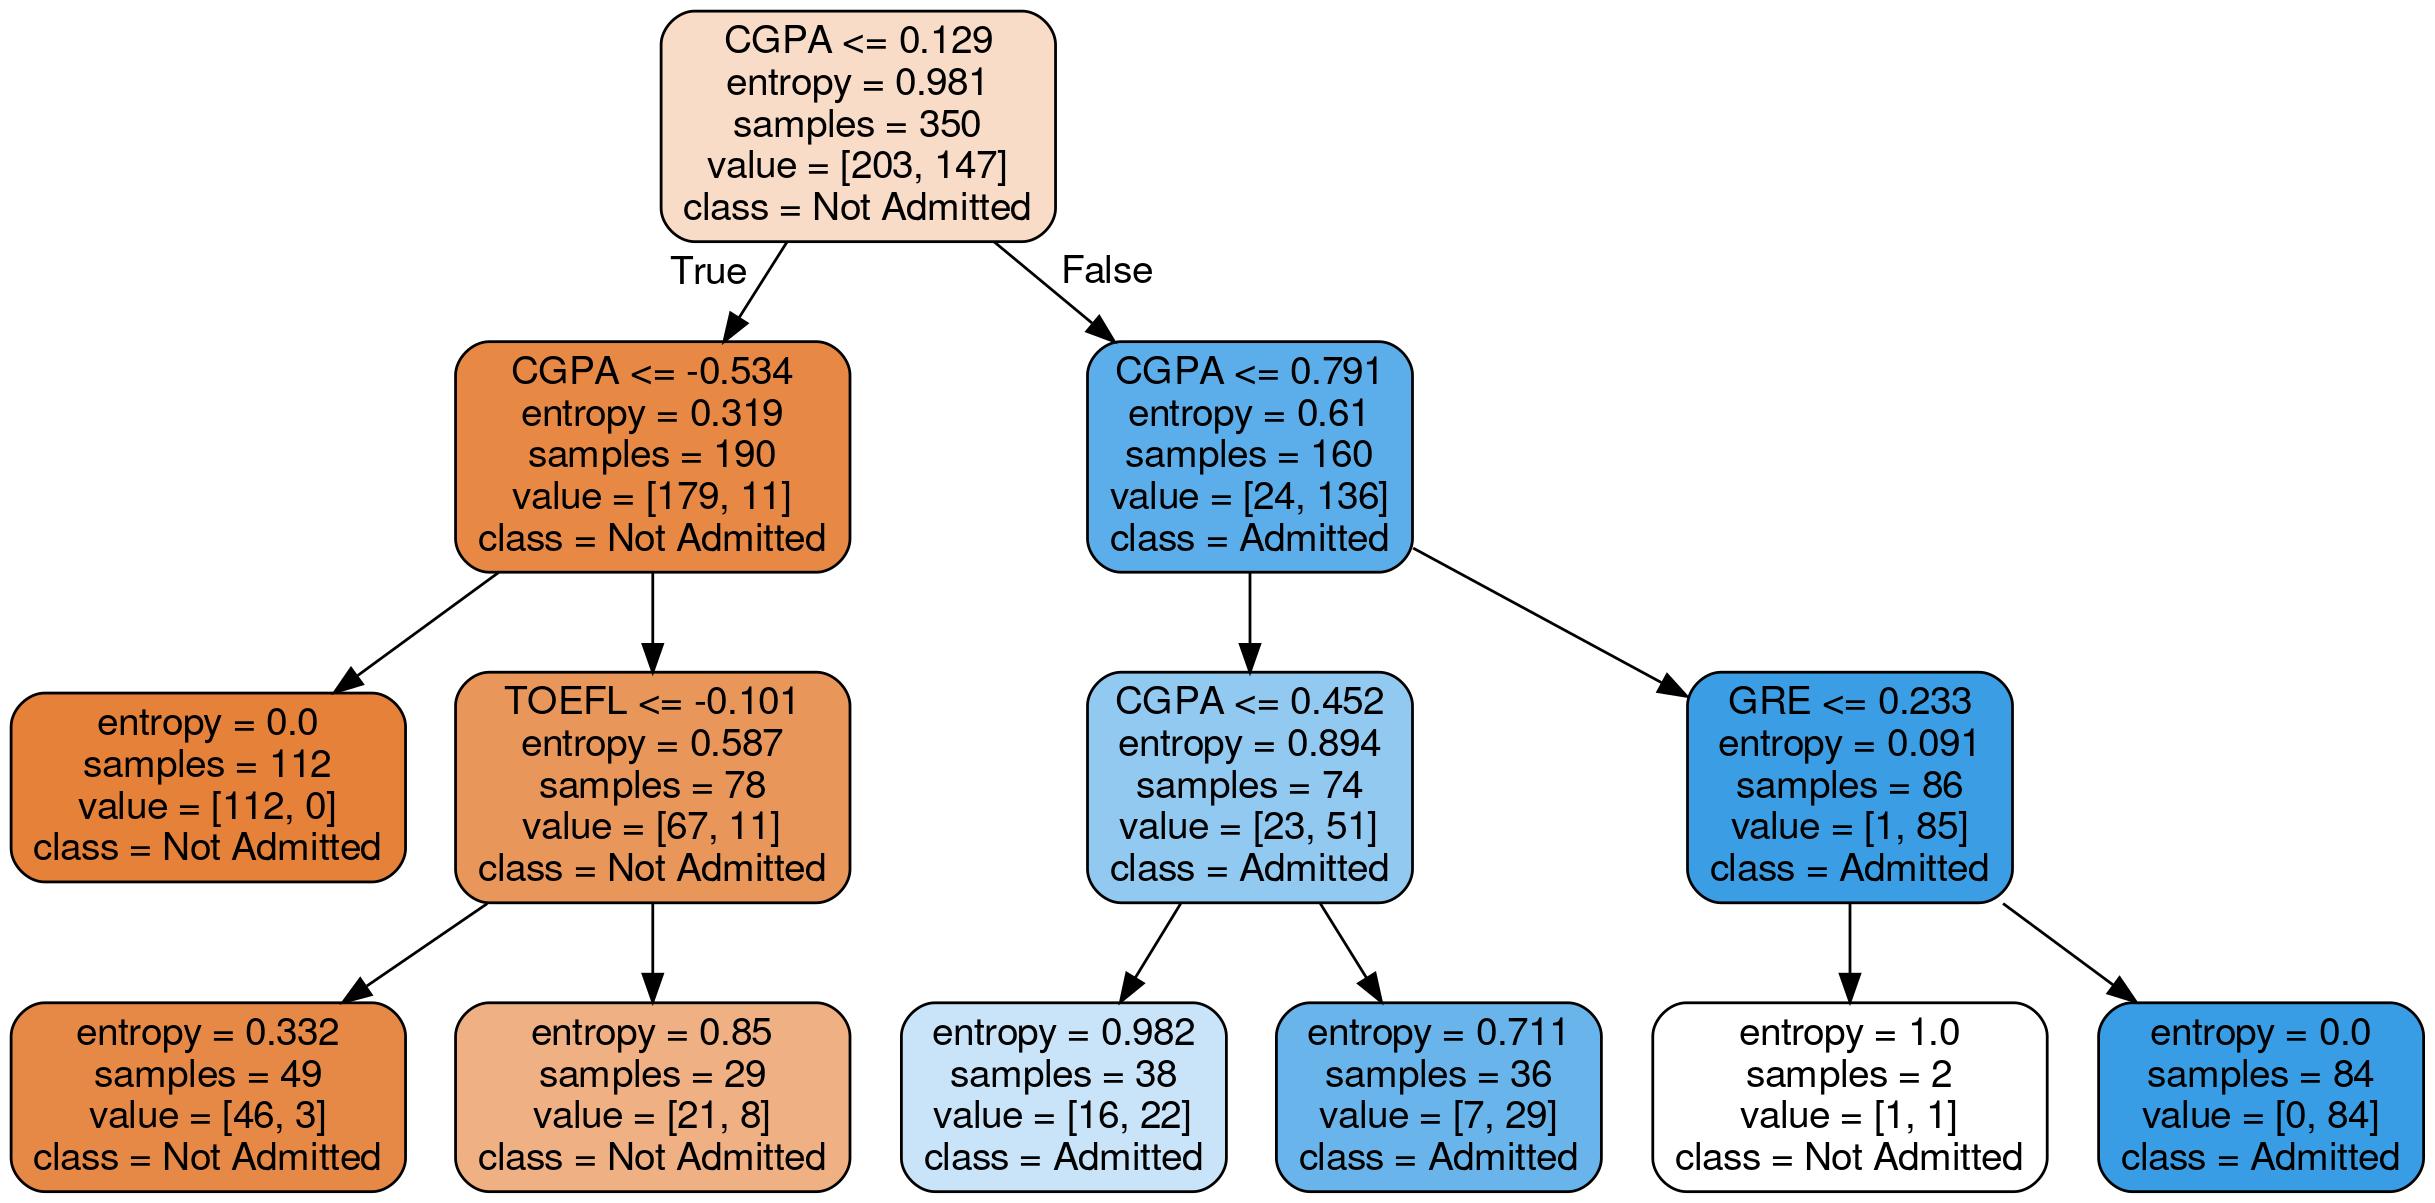 CGPA <= 0.129
entropy = 0.981
samples = 350
value = [203, 147]
class = Not Admitted
True
False
CGPA <= -0.534
entropy = 0.319
samples = 190
value = [179, 11]
class = Not Admitted
CGPA <= 0.791
entropy = 0.61
samples = 160
value = [24, 136]
class = Admitted
entropy = 0.0
samples = 112
value = [112, 0]
class = Not Admitted
TOEFL <= -0.101
entropy = 0.587
samples = 78
value = [67, 11]
class = Not Admitted
CGPA <= 0.452
entropy = 0.894
samples = 74
value = [23, 51]
class = Admitted
GRE <= 0.233
entropy = 0.091
samples = 86
value = [1, 85]
class = Admitted
entropy = 0.332
samples = 49
value = [46, 3]
class = Not Admitted
entropy = 0.85
samples = 29
value = [21, 8]
class = Not Admitted
entropy = 0.982
samples = 38
value = [16, 22]
class = Admitted
entropy = 0.711
samples = 36
value = [7, 29]
class = Admitted
entropy = 1.0
samples = 2
value = [1, 1]
class = Not Admitted
entropy = 0.0
samples = 84
value = [0, 84]
class = Admitted